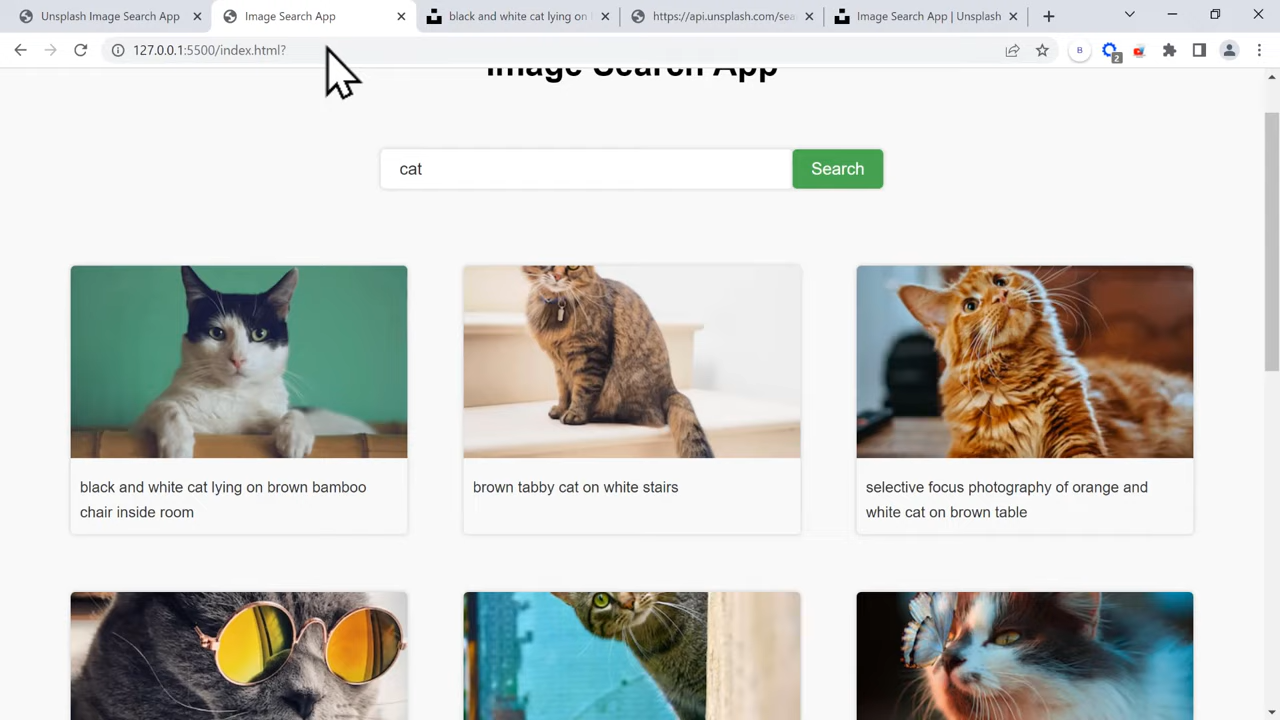 Unsplash Image Search App
Image Search App
black and white cat lying on
https://api.unsplash.com/sea
Image Search App | Unsplash
127.0.0.1:5500/index.html?
B
2
Image Search App
cat
Search
black and white cat lying on brown bamboo
chair inside room
brown tabby cat on white stairs
selective focus photography of orange and
white cat on brown table